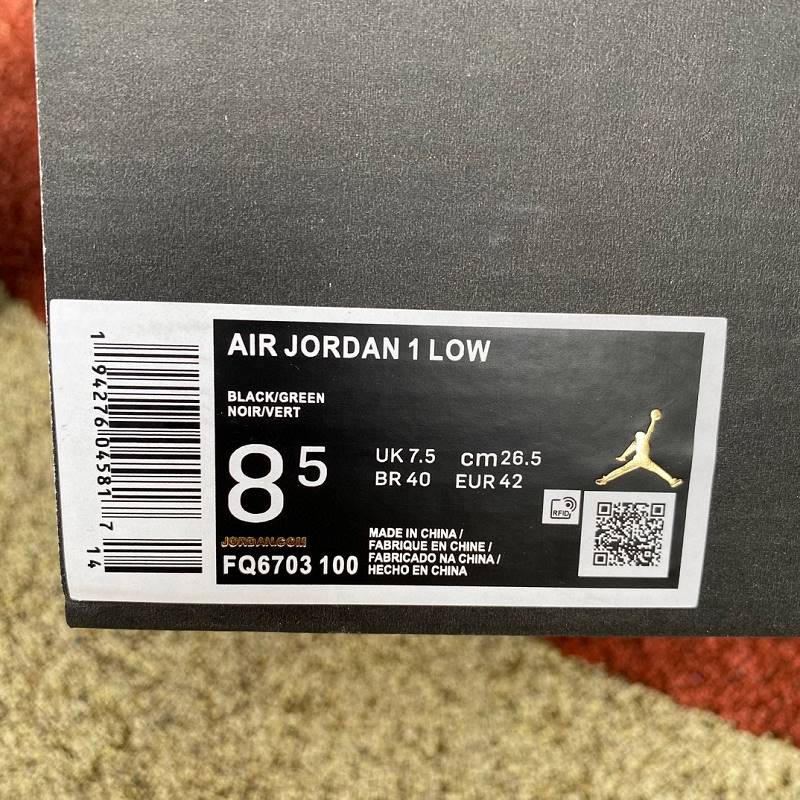 AIR JORDAN 1 LOW
BLACK/GREEN
NOIR/VERT
8 5
UK 7.5 cm 26.5
BR 40 EUR 42
RFID
JORDAN.COM
FQ6703 100
MADE IN CHINA /
FABRIQUE EN CHINE /
FABRICADO NA CHINA /
HECHO EN CHINA
1 94276 04581 7 14